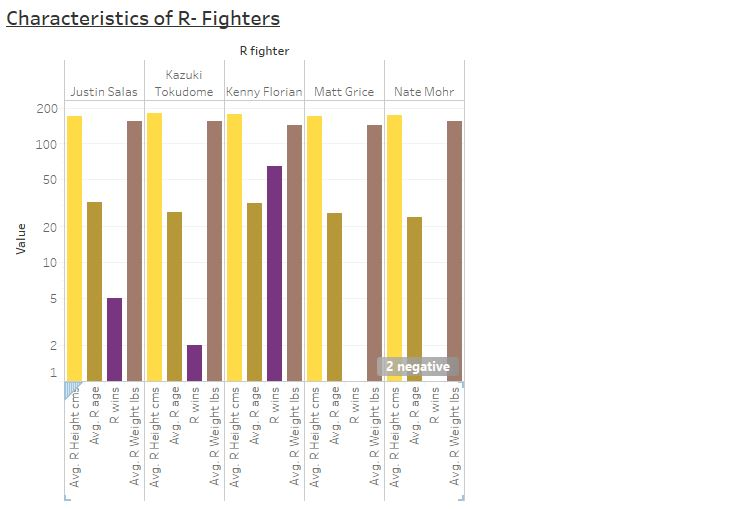 Characteristics of R- Fighters
R fighter
Kazuki
Justin Salas Tokudome Kenny Florian Matt Grice Nate Mohr
200
100
50
20
10
5
2
1
Value
2 negative
Avg. R Height cms
Avg. R age
R wins
Avg. R Weight lbs
Avg. R Height cms
Avg. R age
R wins
Avg. R Weight lbs
Avg. R Height cms
Avg. R age
R wins
Avg. R Weight lbs
Avg. R Height cms
Avg. R age
R wins
Avg. R Weight lbs
Avg. R Height cms
Avg. R age
R wins
Avg. R Weight lbs